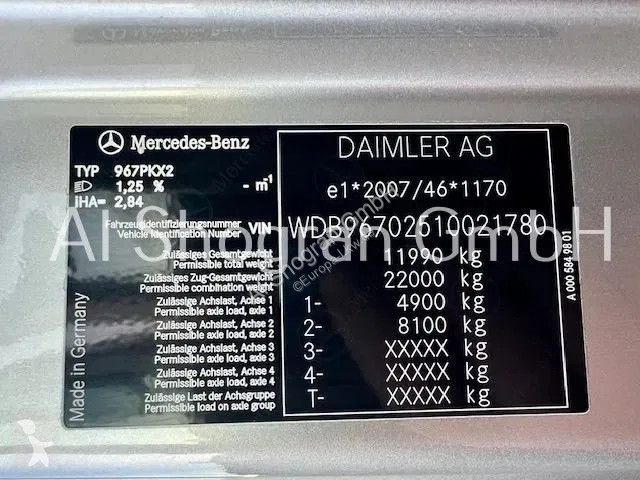 Mercedes-Benz
Mercedes-Benz
DAIMLER AG
TYP 967PKX2
1,25 % - m-1
iHA= 2,84
e1*2007/46*1170
Fahrzeugidentifizierungsnummer
Vehicle Identification Number VIN WDB96702610021780
Al Shogran GmbH
Zulässiges Gesamtgewicht
Permissible total weight 11990 kg
Zulässiges Zug-Gesamtgewicht
Permissible combination weight 22000 kg
Zulässige Achslast, Achse 1
Permissible axle load, axle 1 1- 4900 kg
Zulässige Achslast, Achse 2
Permissible axle load, axle 2 2- 8100 kg
Zulässige Achslast, Achse 3
Permissible axle load, axle 3 3- XXXXX kg
Zulässige Achslast, Achse 4
Permissible axle load, axle 4 4- XXXXX kg
Zulässige Last der Achsgruppe
Permissible load on axle group T- XXXXX kg
Made in Germany
A 000 584 98 01